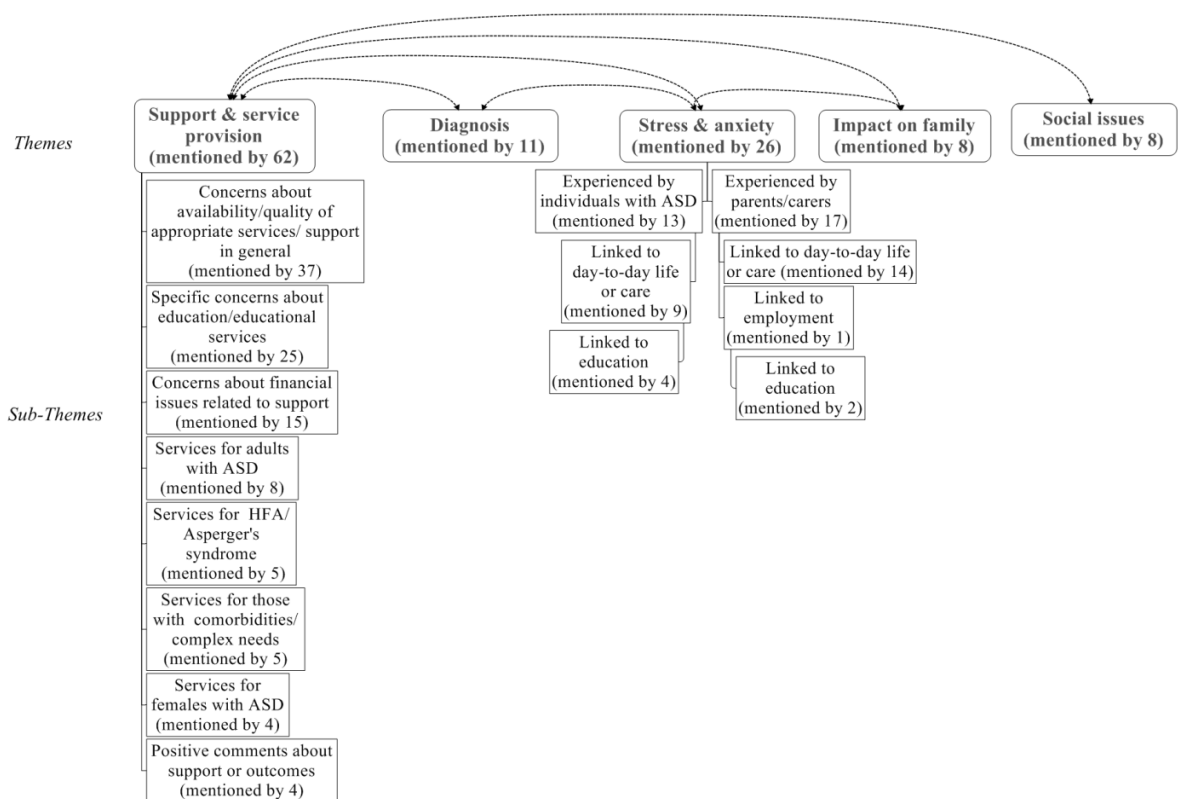 Themes
Support & service
provision
(mentioned by 62)
Diagnosis
(mentioned by 11)
Stress & anxiety
(mentioned by 26)
Impact on family
(mentioned by 8)
Social issues
(mentioned by 8)
Sub-Themes
Concerns about
availability/quality of
appropriate services/ support
in general
(mentioned by 37)
Specific concerns about
education/educational
services
(mentioned by 25)
Concerns about financial
issues related to support
(mentioned by 15)
Services for adults
with ASD
(mentioned by 8)
Services for HFA/
Asperger's
syndrome
(mentioned by 5)
Services for those
with comorbidities/
complex needs
(mentioned by 5)
Services for
females with ASD
(mentioned by 4)
Positive comments about
support or outcomes
(mentioned by 4)
Experienced by
individuals with ASD
(mentioned by 13)
Linked to
day-to-day life
or care
(mentioned by 9)
Linked to
education
(mentioned by 4)
Experienced by
parents/carers
(mentioned by 17)
Linked to day-to-day life
or care (mentioned by 14)
Linked to
employment
(mentioned by 1)
Linked to
education
(mentioned by 2)